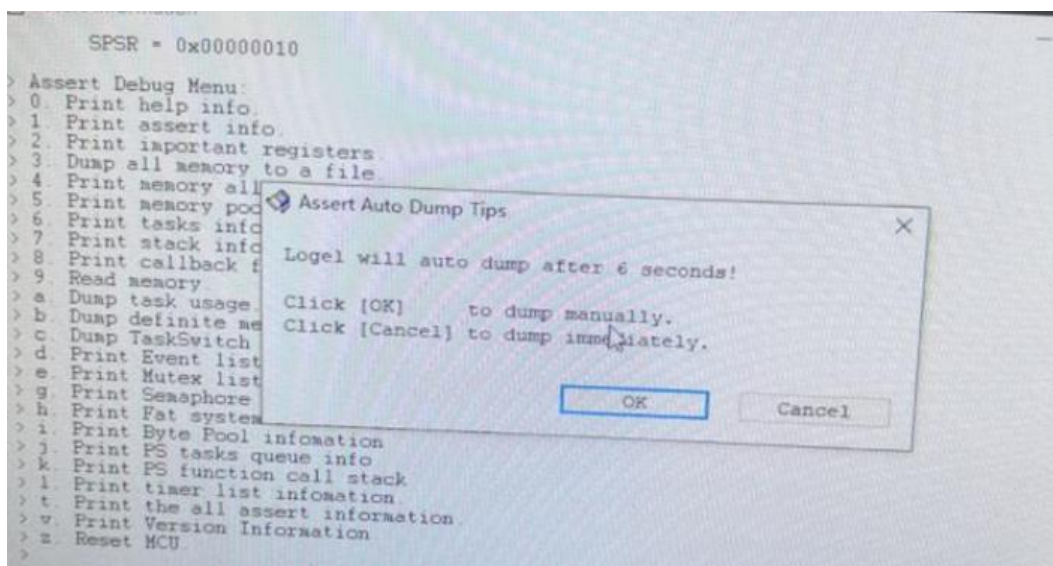 SPSR = 0x00000010
> Assert Debug Menu:
> 0. Print help info.
> 1. Print assert info.
> 2. Print important registers.
> 3. Dump all memory to a file.
> 4. Print memory all
> 5. Print memory poo
> 6. Print tasks info
> 7. Print stack info
> 8. Print callback f
> 9. Read memory.
> a. Dump task usage.
> b. Dump definite me
> c. Dump TaskSwitch
> d. Print Event list
> e. Print Mutex list
> g. Print Semaphore
> h. Print Fat system
> i. Print Byte Pool infomation
> j. Print PS tasks queue info
> k. Print PS function call stack
> l. Print timer list infomation.
> t. Print the all assert information.
> v. Print Version Information
> z. Reset MCU
>
Assert Auto Dump Tips
Logel will auto dump after 6 seconds!
Click [OK] to dump manually.
Click [Cancel] to dump immediately.
OK
Cancel